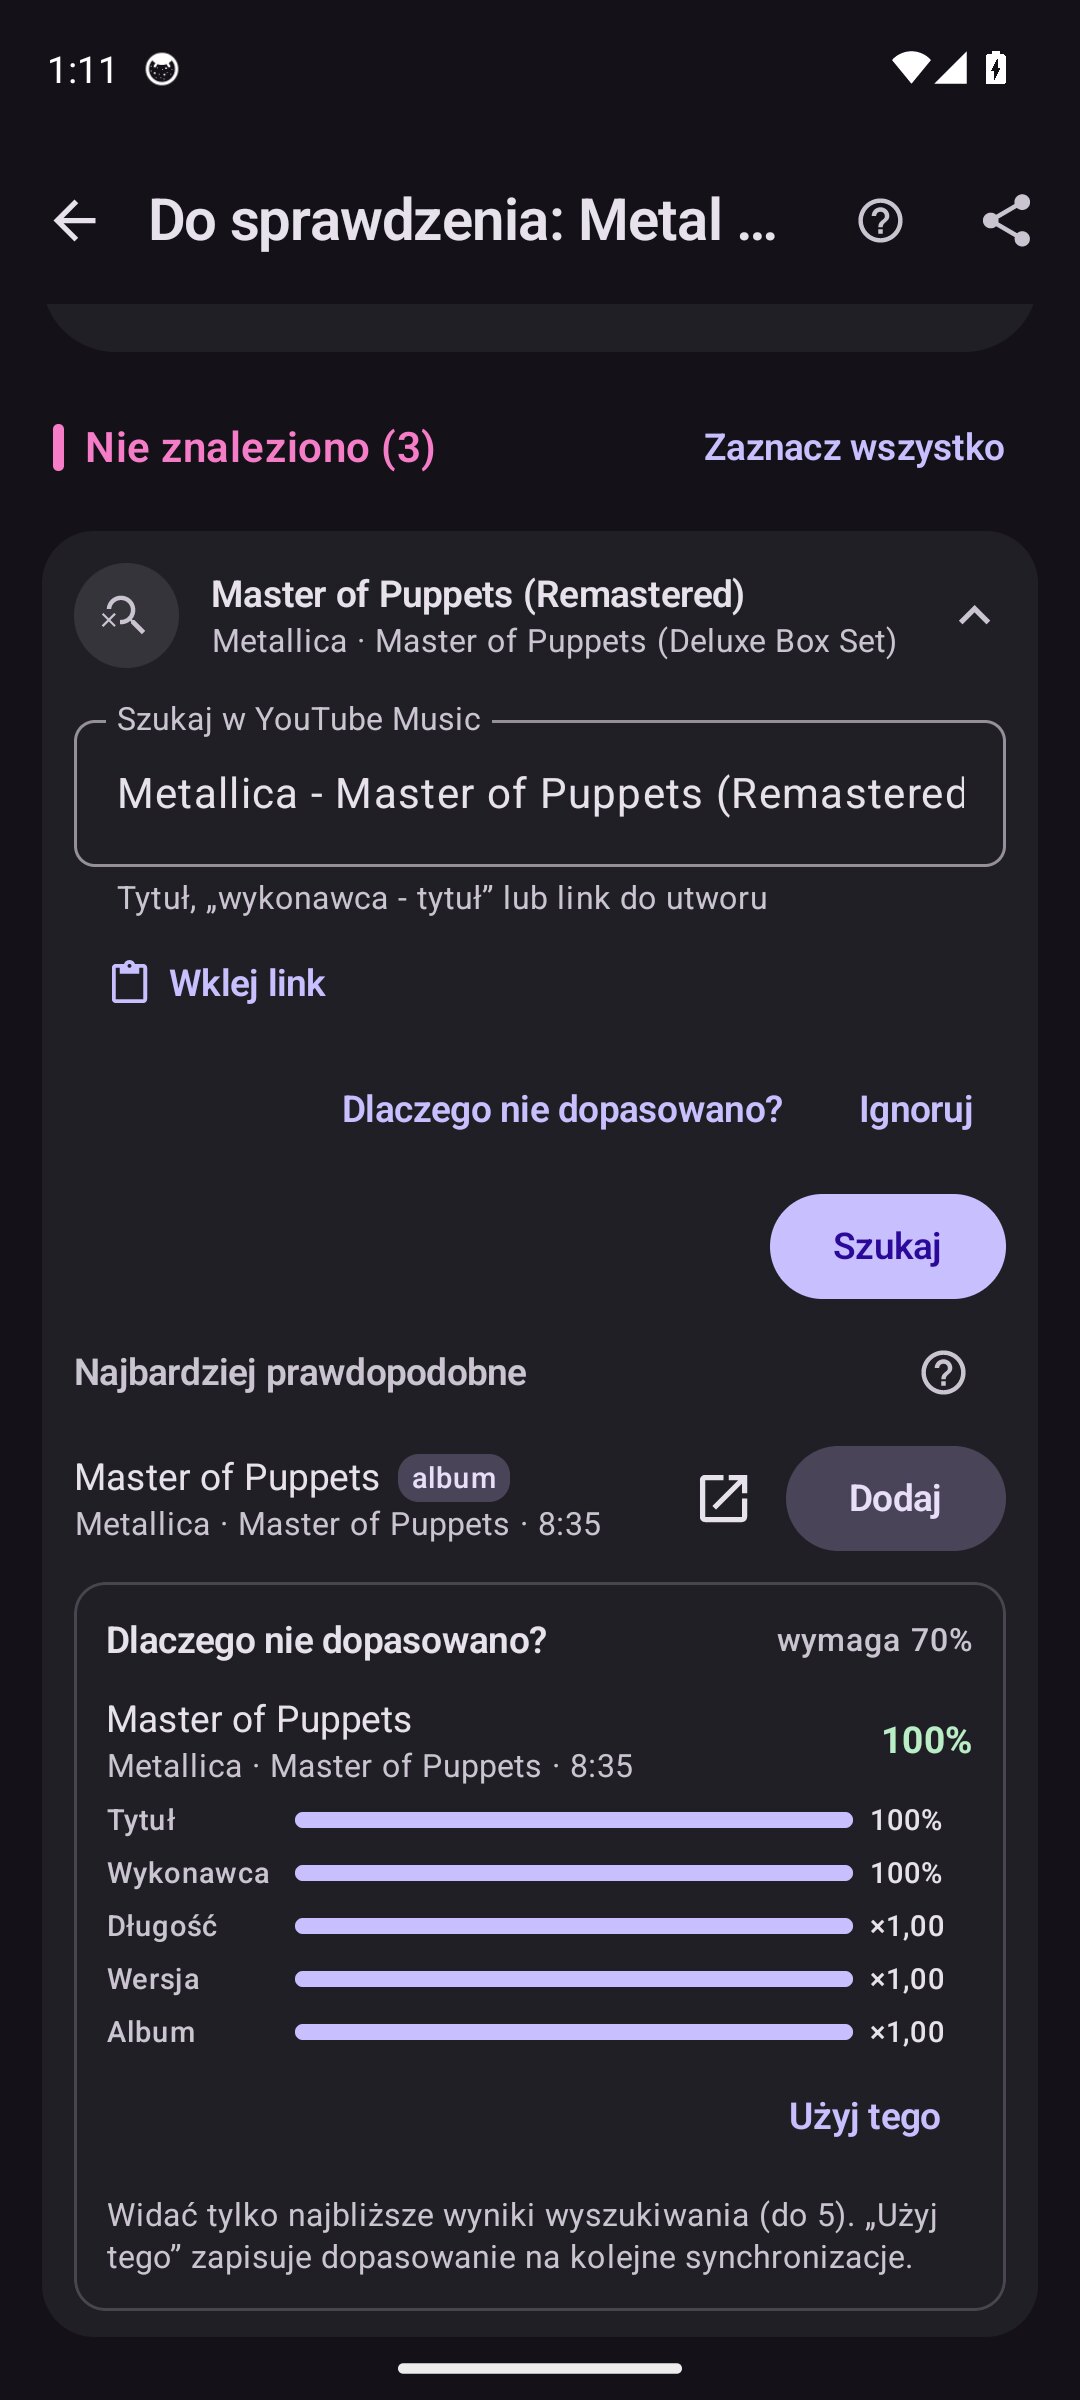 1:11
Do sprawdzenia: Metal ...
Nie znaleziono (3)
Zaznacz wszystko
Master of Puppets (Remastered)
Metallica · Master of Puppets (Deluxe Box Set)
Szukaj w YouTube Music
Metallica - Master of Puppets (Remastered
Tytuł, „wykonawca - tytuł” lub link do utworu
Wklej link
Dlaczego nie dopasowano?
Ignoruj
Szukaj
Najbardziej prawdopodobne
Master of Puppets album
Metallica · Master of Puppets · 8:35
Dodaj
Dlaczego nie dopasowano?
wymaga 70%
Master of Puppets
Metallica · Master of Puppets · 8:35
100%
Tytuł 100%
Wykonawca 100%
Długość ×1,00
Wersja ×1,00
Album ×1,00
Użyj tego
Widać tylko najbliższe wyniki wyszukiwania (do 5). „Użyj
tego” zapisuje dopasowanie na kolejne synchronizacje.